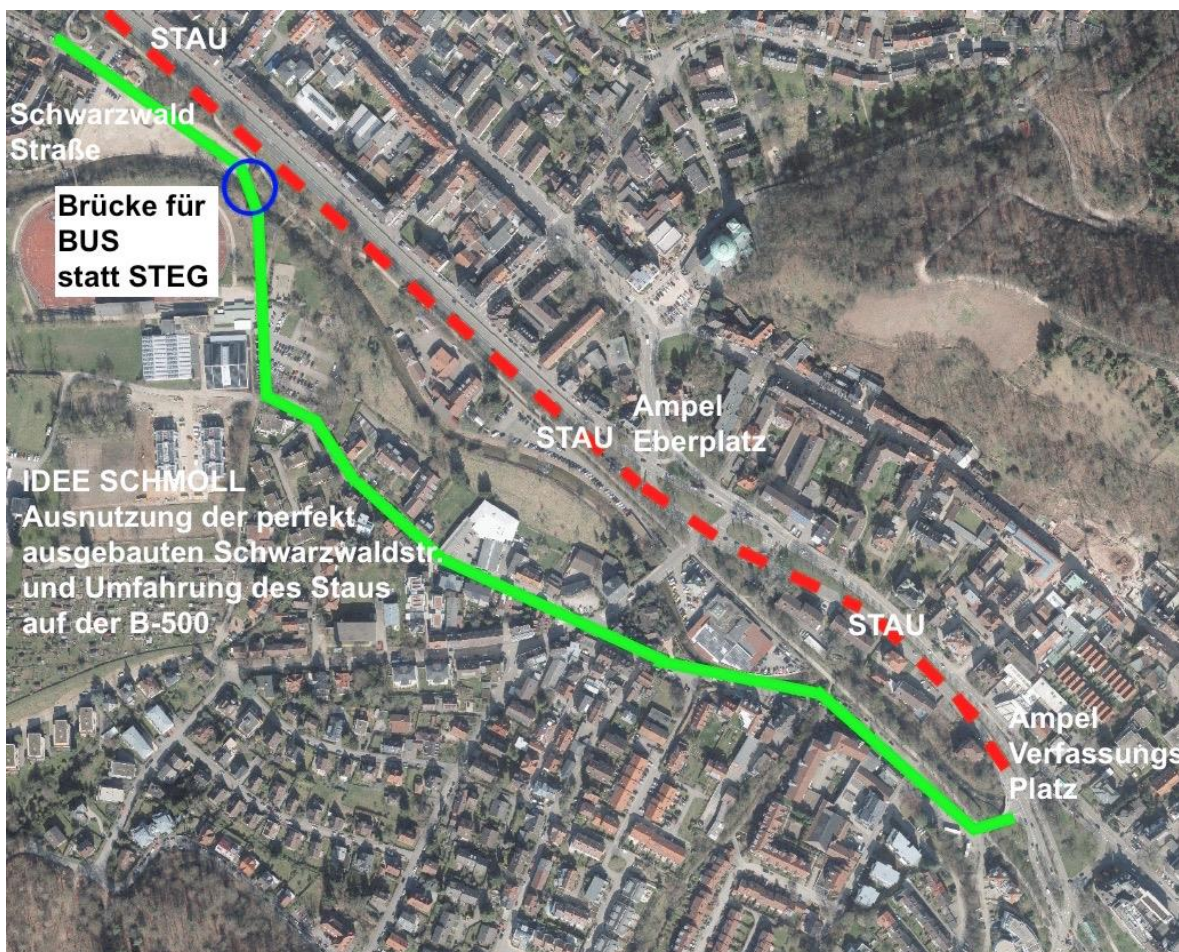 STAU
Schwarzwald
Straße
Brücke für
BUS
statt STEG
Ampel
Eberplatz
STAU
IDEE SCHMOLL
Ausnutzung der perfekt
ausgebauten Schwarzwaldstr.
und Umfahrung des Staus
auf der B-500
STAU
Ampel
Verfassungs
Platz